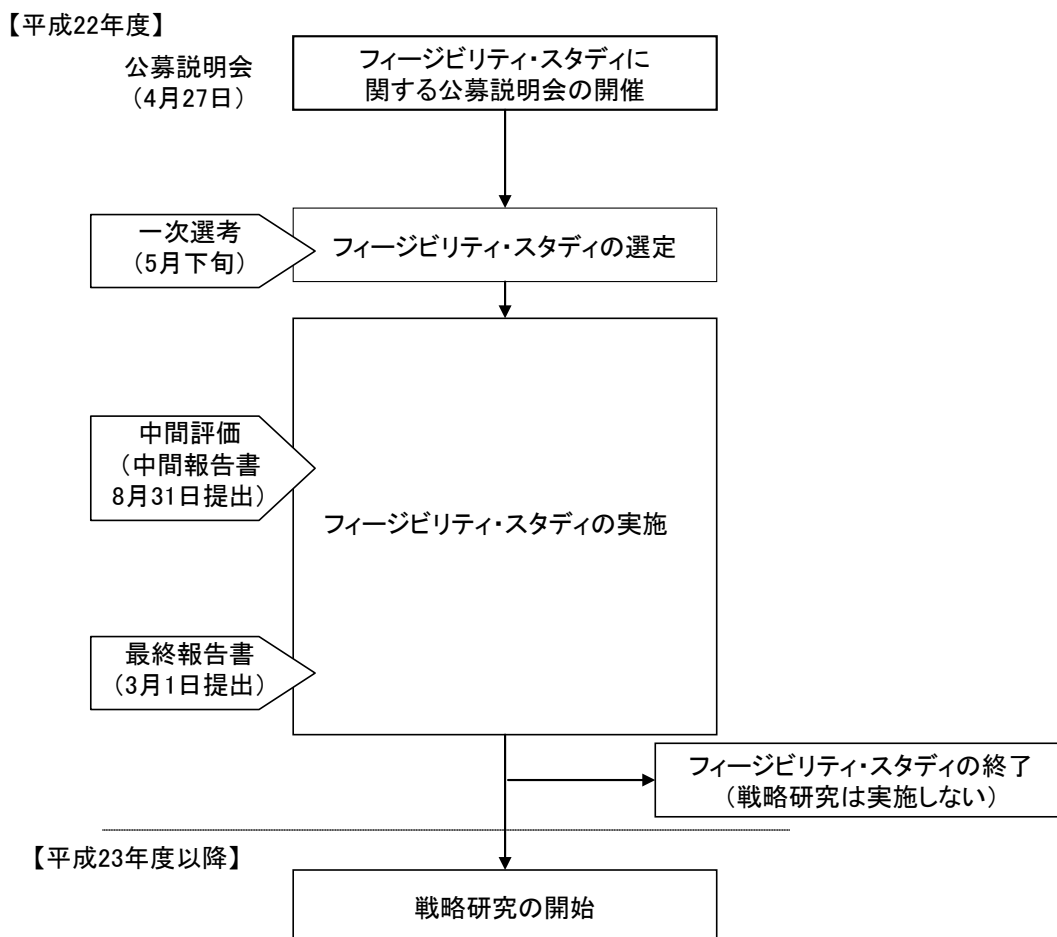 【平成22年度】
公募説明会
（4月27日）
フィージビリティ・スタディに
関する公募説明会の開催
一次選考
（5月下旬）
フィージビリティ・スタディの選定
中間評価
（中間報告書
8月31日提出）
フィージビリティ・スタディの実施
最終報告書
（3月1日提出）
フィージビリティ・スタディの終了
（戦略研究は実施しない）
【平成23年度以降】
戦略研究の開始